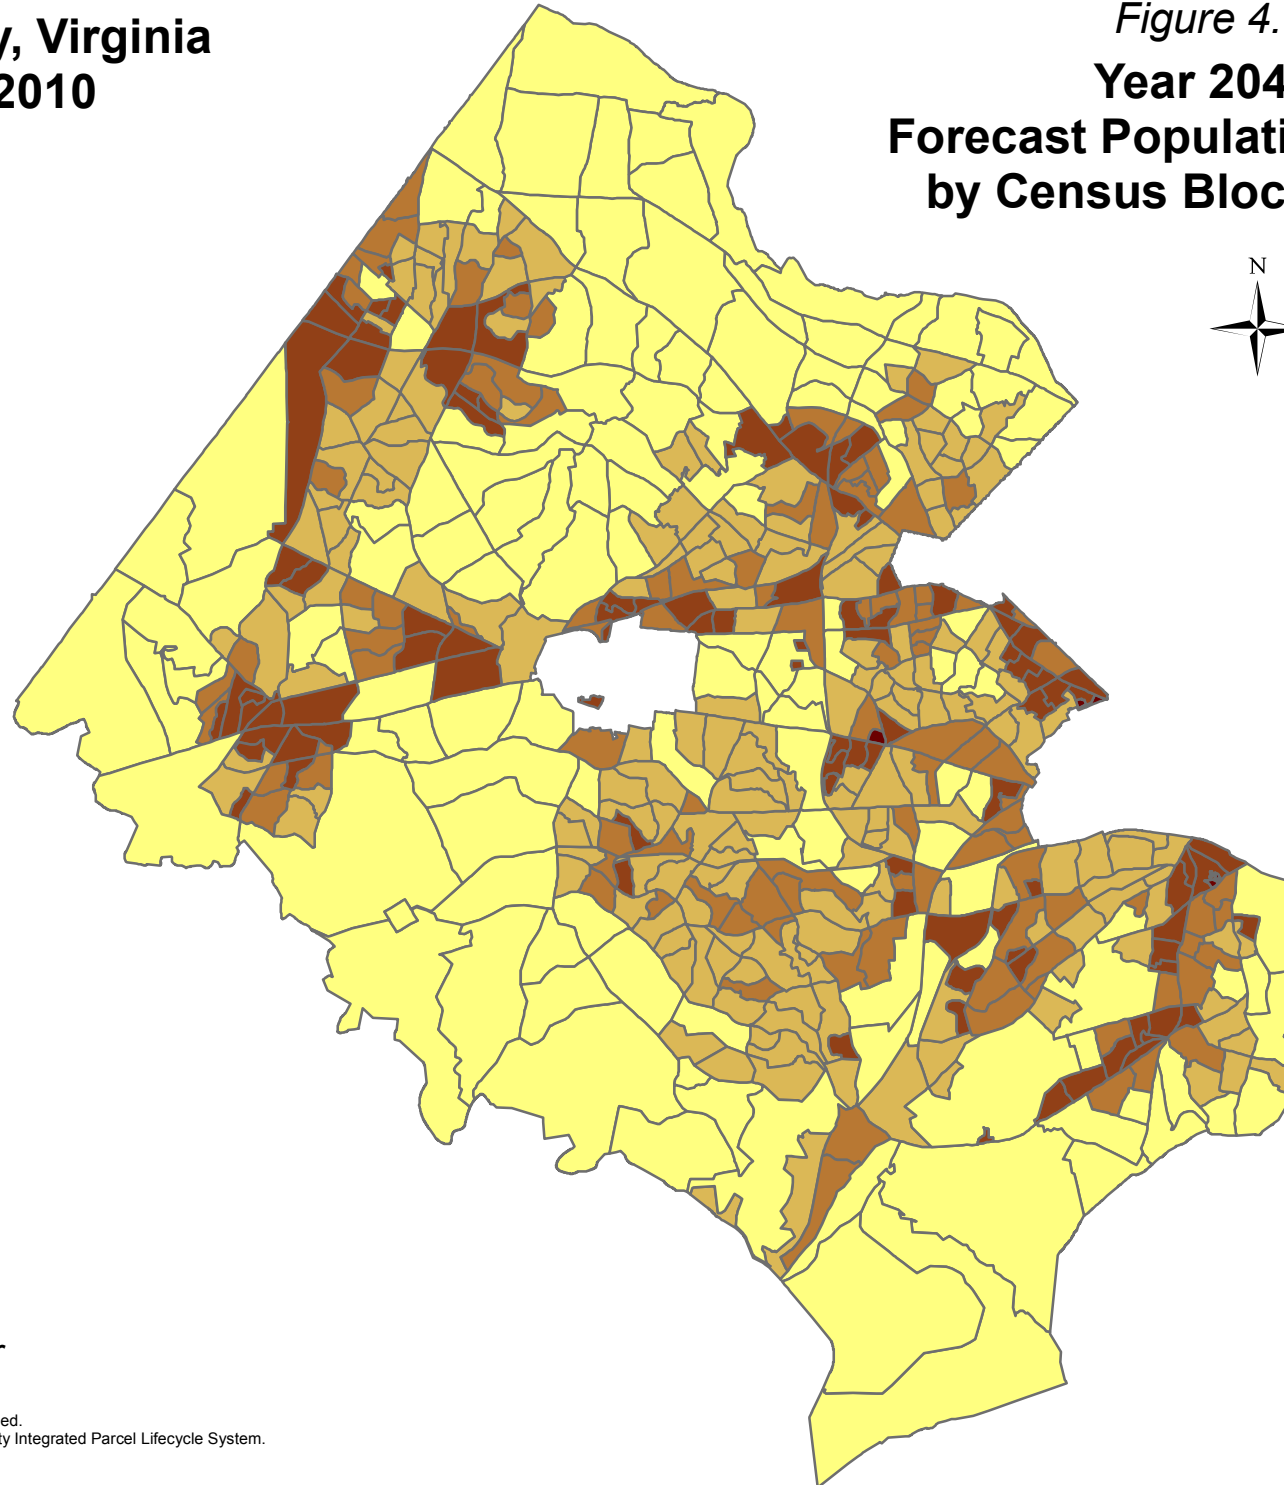 y, Virginia
2010
Figure 4.
Year 204
Forecast Populati
by Census Bloc
N
r
ed.
ty Integrated Parcel Lifecycle System.